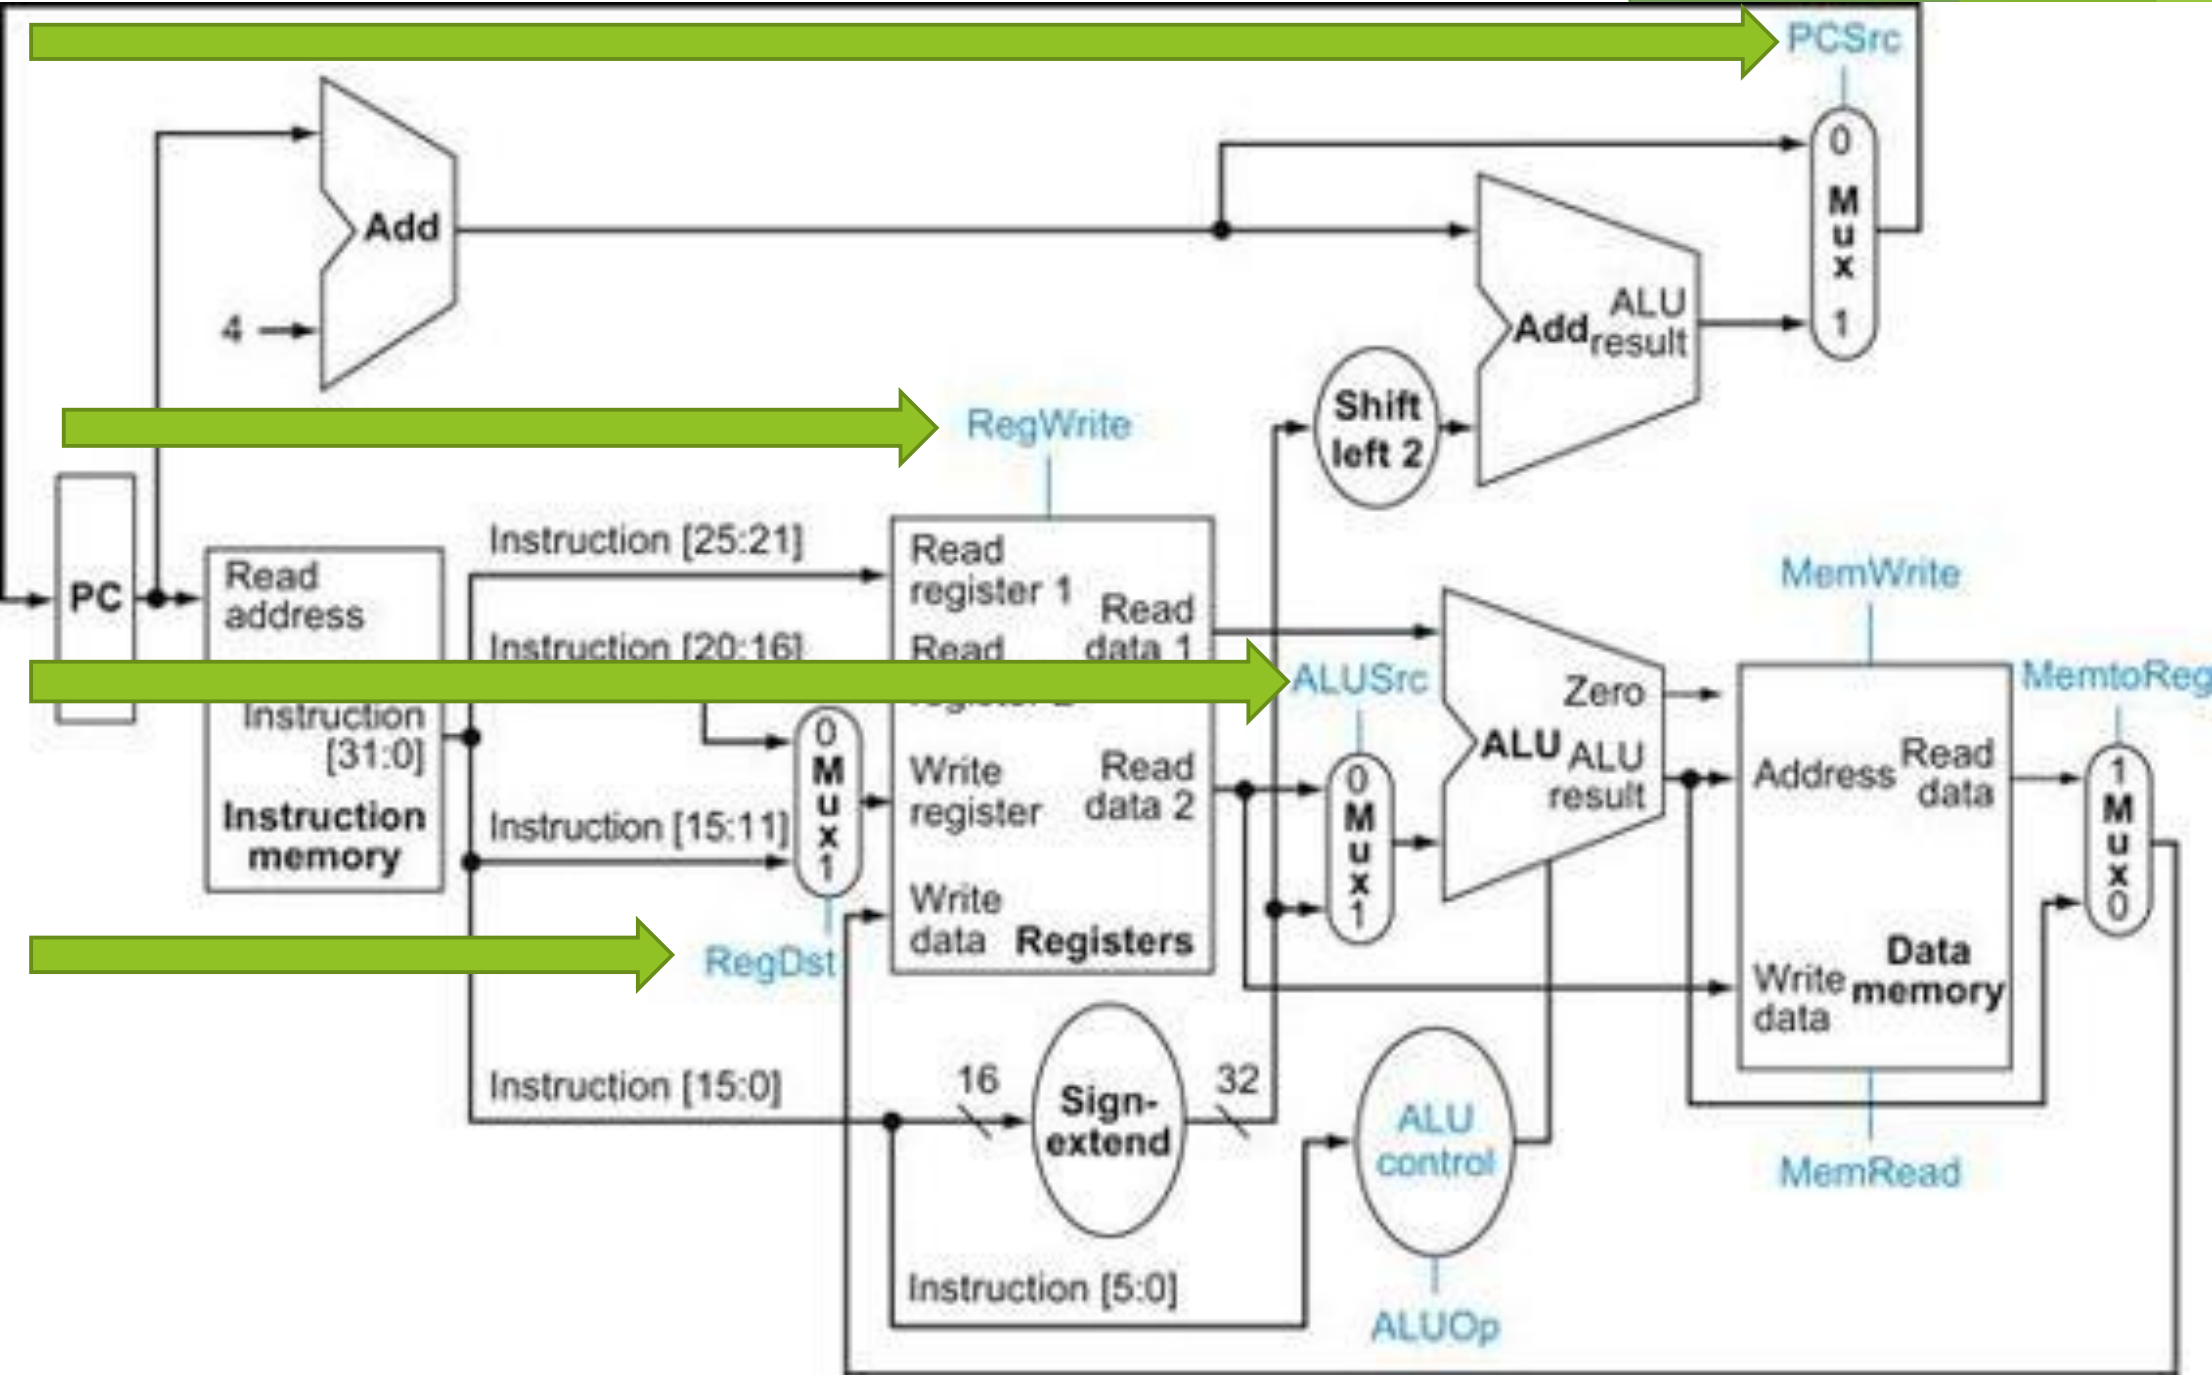 PCSrc
0
Mux
1
Add
4
Add
ALU
result
Shift
left 2
RegWrite
PC
Read
address
Instruction
[31:0]
Instruction
memory
Instruction [25:21]
Instruction [20:16]
Instruction [15:11]
Instruction [15:0]
Instruction [5:0]
0
Mux
1
RegDst
Read
register 1
Read
Write
register
Write
data
Registers
Read
data 1
Read
data 2
16
Sign-
extend
32
ALUSrc
0
Mux
1
ALU
Zero
ALU
result
ALU
control
ALUOp
MemWrite
Address
Read
data
Write
data
Data
memory
MemRead
MemtoReg
1
Mux
0